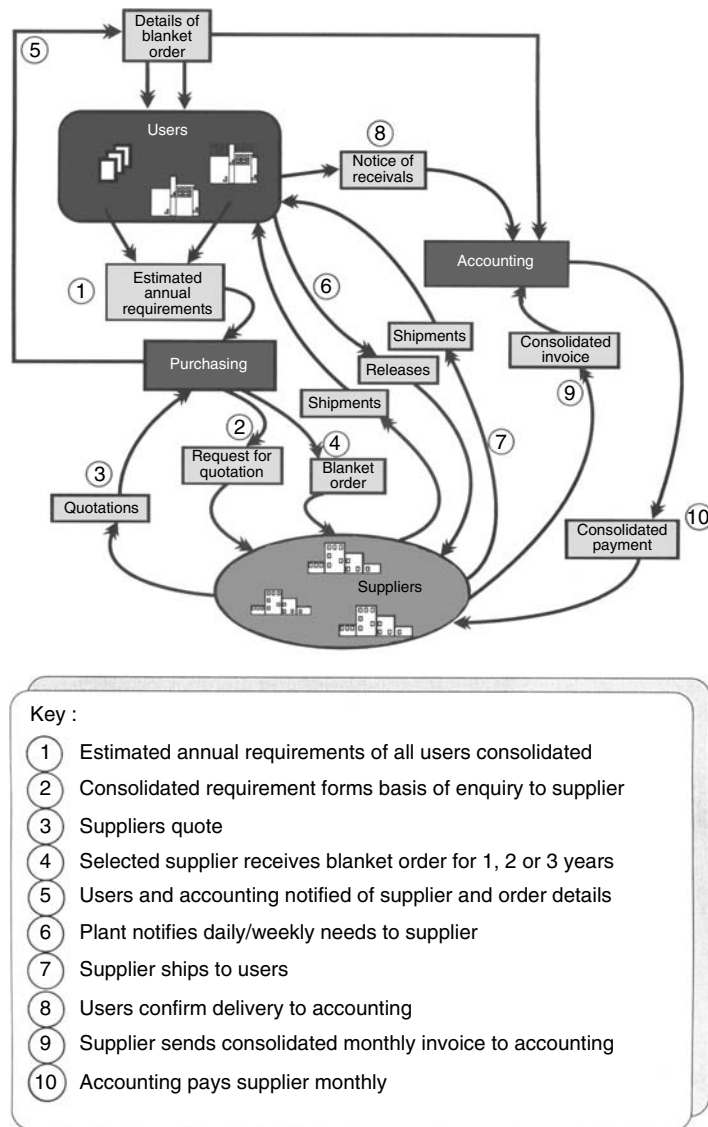 5
Details of
blanket
order
Users
8
Notice of
receivals
1
Estimated
annual
requirements
6
Accounting
Purchasing
Shipments
Releases
Shipments
Consolidated
invoice
9
2
Request for
quotation
4
Blanket
order
7
3
Quotations
10
Consolidated
payment
Suppliers
Key :
1 Estimated annual requirements of all users consolidated
2 Consolidated requirement forms basis of enquiry to supplier
3 Suppliers quote
4 Selected supplier receives blanket order for 1, 2 or 3 years
5 Users and accounting notified of supplier and order details
6 Plant notifies daily/weekly needs to supplier
7 Supplier ships to users
8 Users confirm delivery to accounting
9 Supplier sends consolidated monthly invoice to accounting
10 Accounting pays supplier monthly